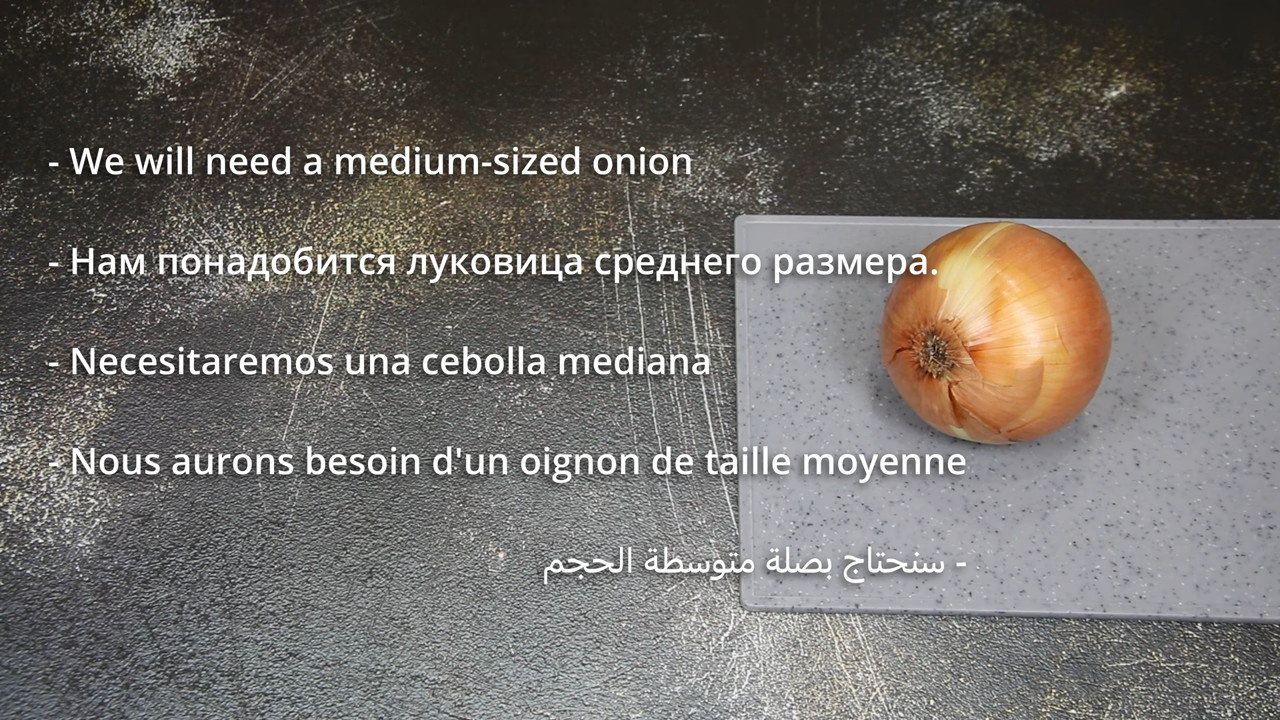 - We will need a medium-sized onion
- Нам понадобится луковица среднего размера.
- Necesitaremos una cebolla mediana
- Nous aurons besoin d'un oignon de taille moyenne
- سنحتاج بصلة متوسطة الحجم